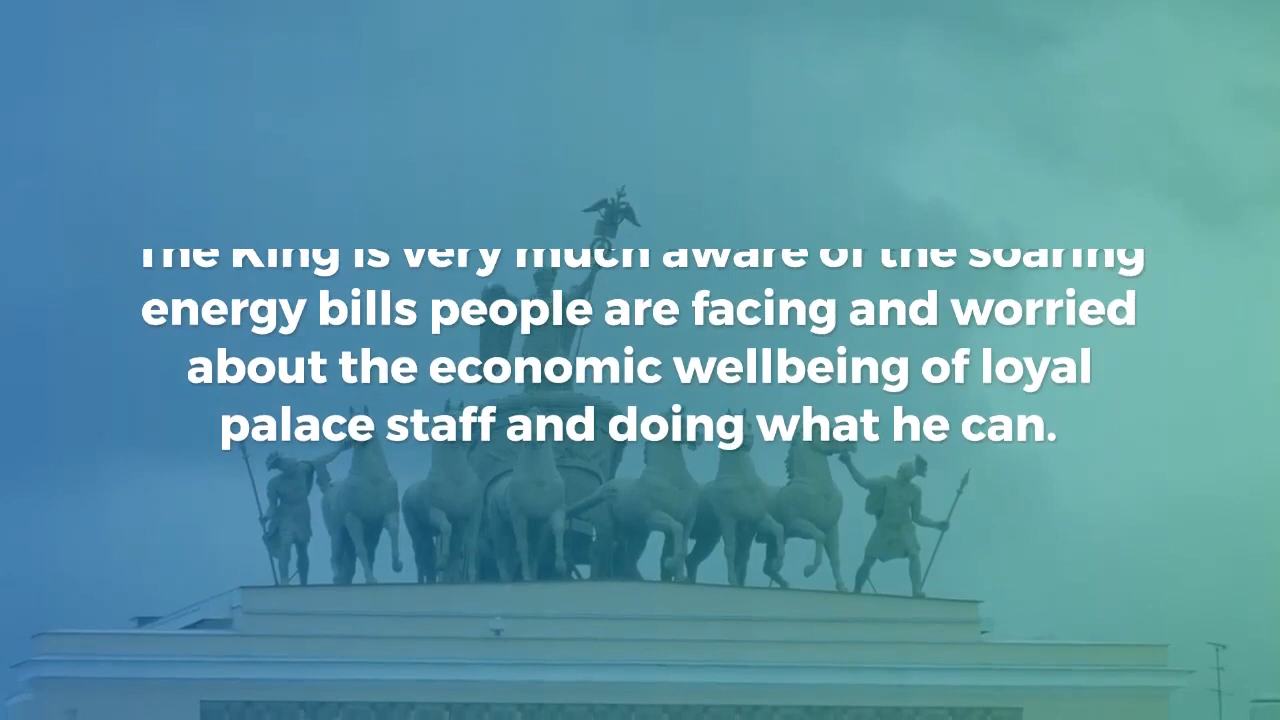 The King is very much aware of the soaring
energy bills people are facing and worried
about the economic wellbeing of loyal
palace staff and doing what he can.